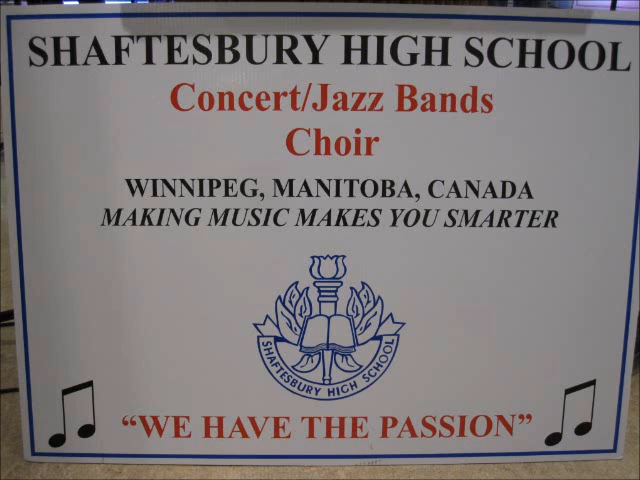 SHAFTESBURY HIGH SCHOOL
Concert/Jazz Bands
Choir
WINNIPEG, MANITOBA, CANADA
MAKING MUSIC MAKES YOU SMARTER
SHAFTESBURY HIGH SCHOOL
“WE HAVE THE PASSION”